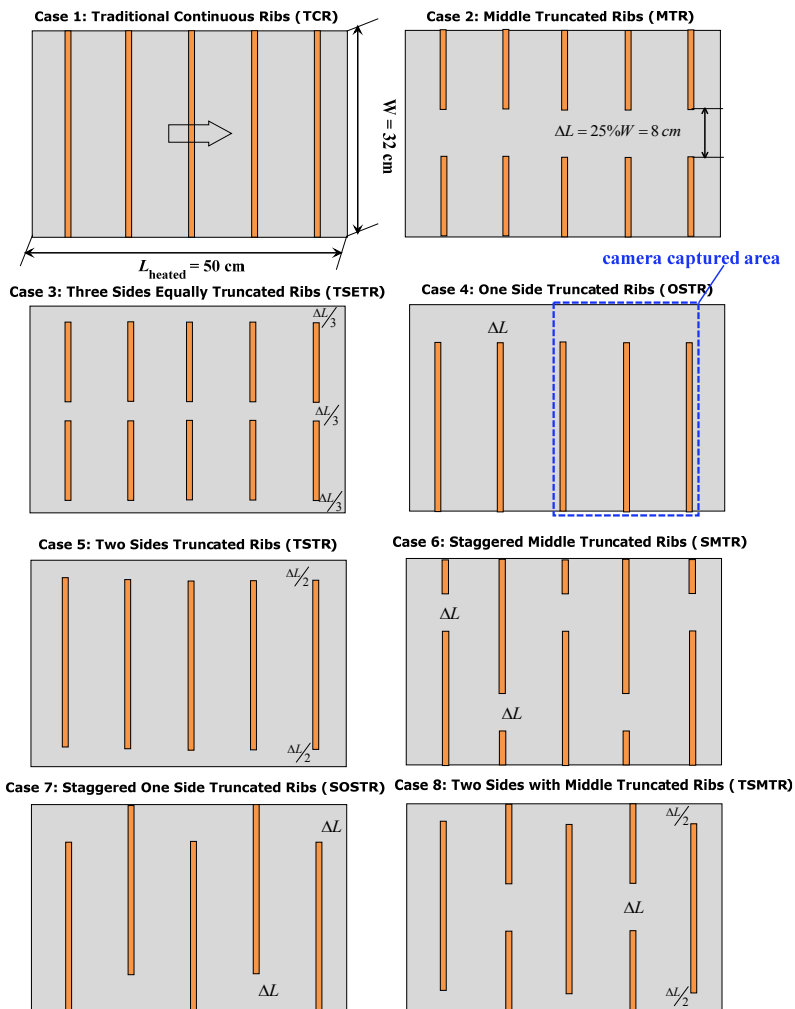 Case 1: Traditional Continuous Ribs (TCR)
Case 2: Middle Truncated Ribs (MTR)
W = 32 cm
ΔL = 25%W = 8 cm
L_heated = 50 cm
camera captured area
Case 3: Three Sides Equally Truncated Ribs (TSETR)
Case 4: One Side Truncated Ribs (OSTR)
ΔL/3
ΔL/3
ΔL/3
ΔL
Case 5: Two Sides Truncated Ribs (TSTR)
Case 6: Staggered Middle Truncated Ribs (SMTR)
ΔL/2
ΔL/2
ΔL
ΔL
Case 7: Staggered One Side Truncated Ribs (SOSTR)
Case 8: Two Sides with Middle Truncated Ribs (TSMTR)
ΔL
ΔL
ΔL/2
ΔL
ΔL/2